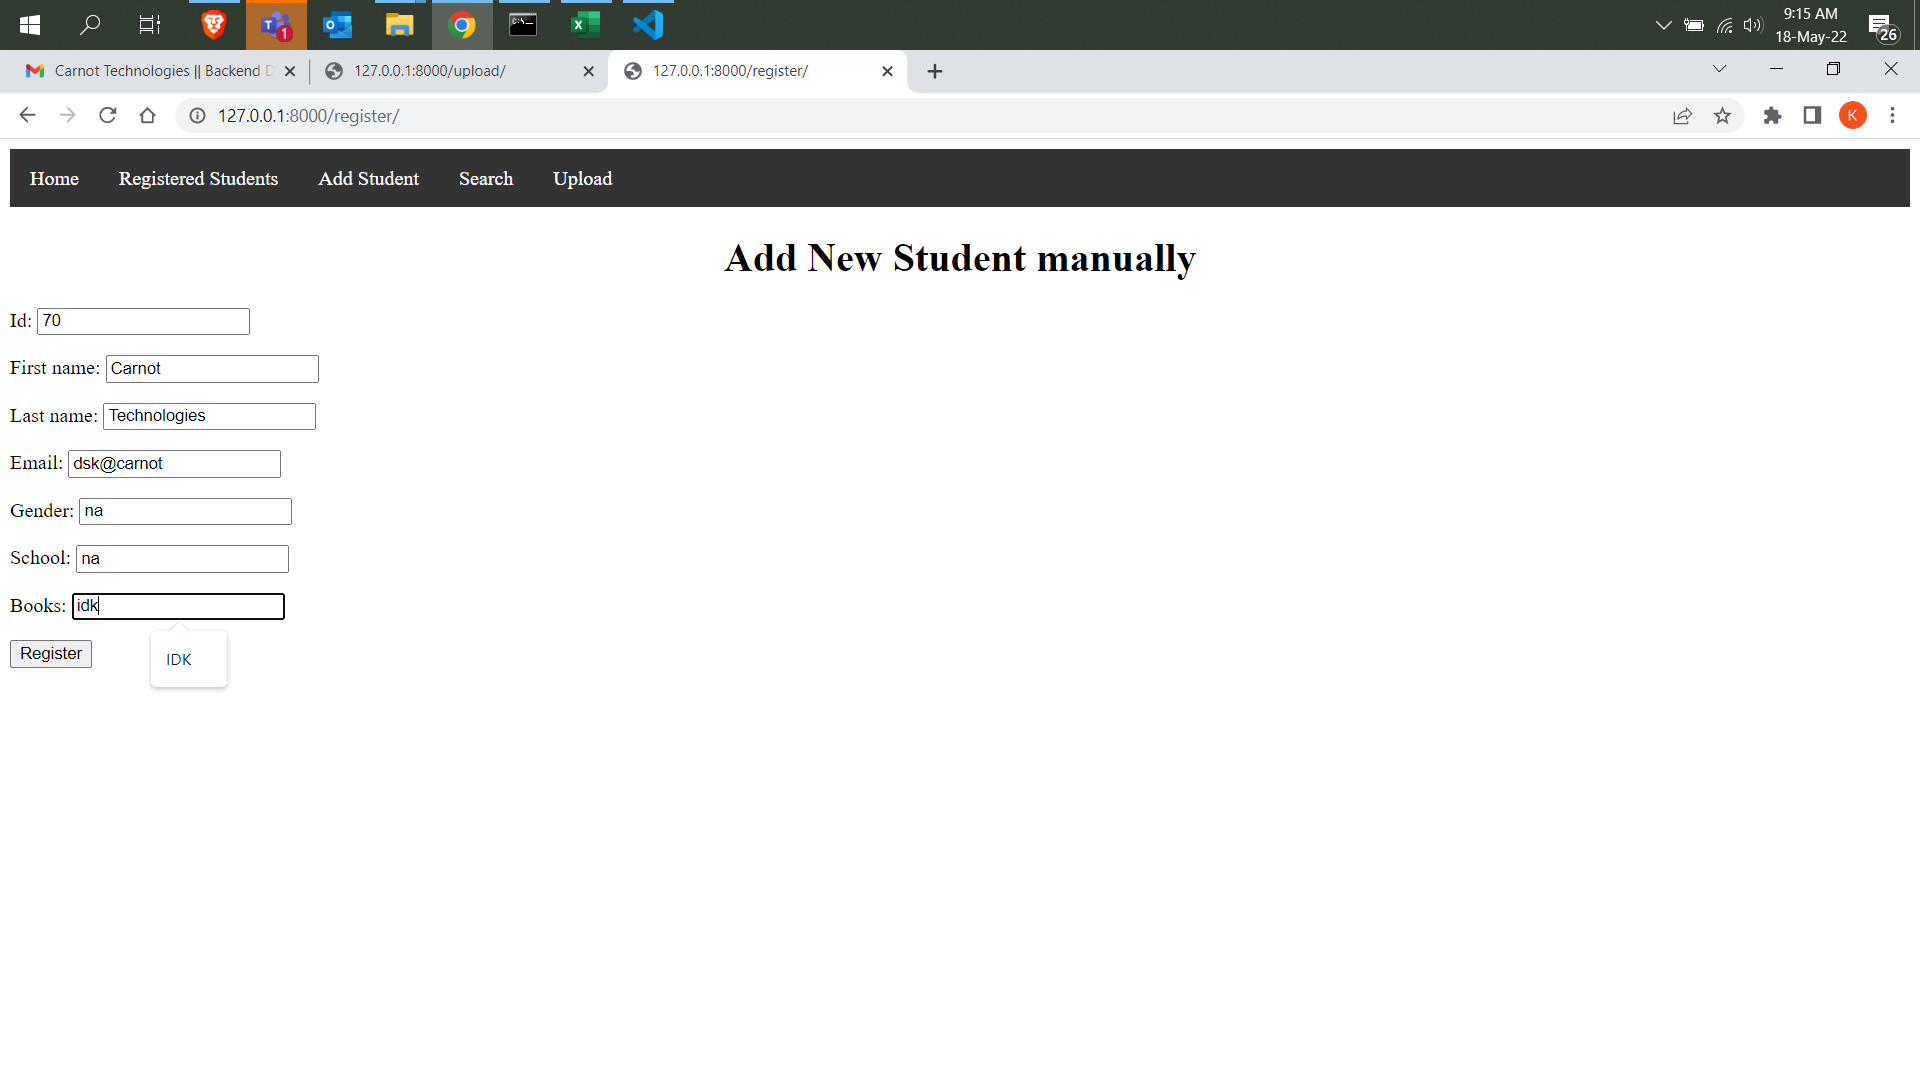 9:15 AM
18-May-22
26
1
Carnot Technologies || Backend D
127.0.0.1:8000/upload/
127.0.0.1:8000/register/
127.0.0.1:8000/register/
K
Home Registered Students Add Student Search Upload
Add New Student manually
Id: 70
First name: Carnot
Last name: Technologies
Email: dsk@carnot
Gender: na
School: na
Books: idk
Register
IDK